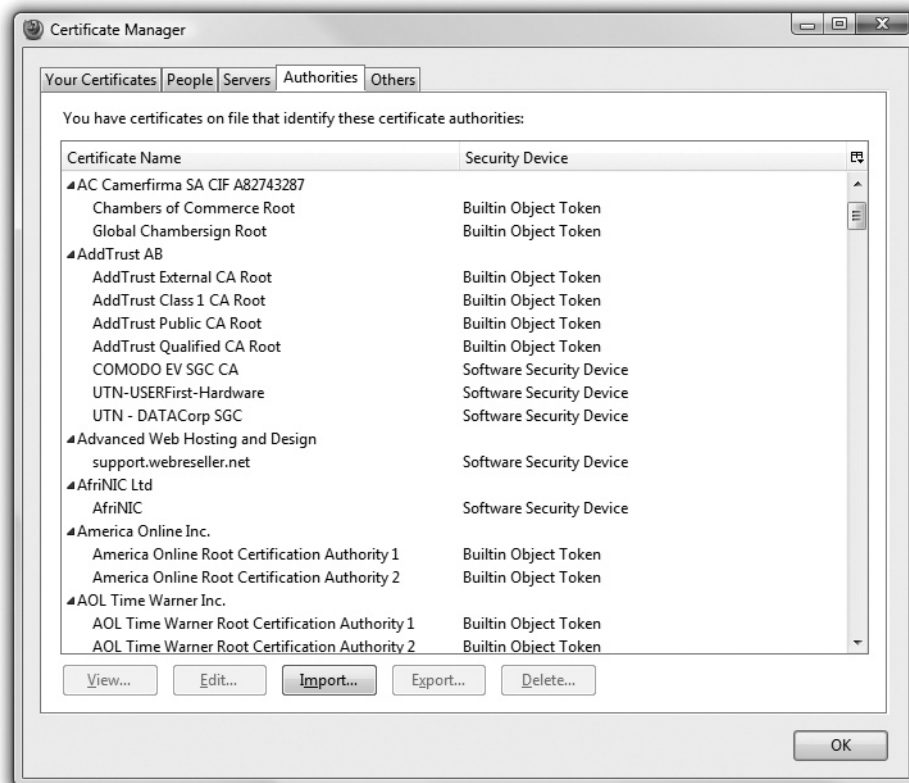 Certificate Manager
Your Certificates People Servers Authorities Others
You have certificates on file that identify these certificate authorities:
Certificate Name Security Device
AC Camerfirma SA CIF A82743287
Chambers of Commerce Root Builtin Object Token
Global Chambersign Root Builtin Object Token
AddTrust AB
AddTrust External CA Root Builtin Object Token
AddTrust Class 1 CA Root Builtin Object Token
AddTrust Public CA Root Builtin Object Token
AddTrust Qualified CA Root Builtin Object Token
COMODO EV SGC CA Software Security Device
UTN-USERFirst-Hardware Software Security Device
UTN - DATACorp SGC Software Security Device
Advanced Web Hosting and Design
support.webreseller.net Software Security Device
AfriNIC Ltd
AfriNIC Software Security Device
America Online Inc.
America Online Root Certification Authority 1 Builtin Object Token
America Online Root Certification Authority 2 Builtin Object Token
AOL Time Warner Inc.
AOL Time Warner Root Certification Authority 1 Builtin Object Token
AOL Time Warner Root Certification Authority 2 Builtin Object Token
View... Edit... Import... Export... Delete...
OK